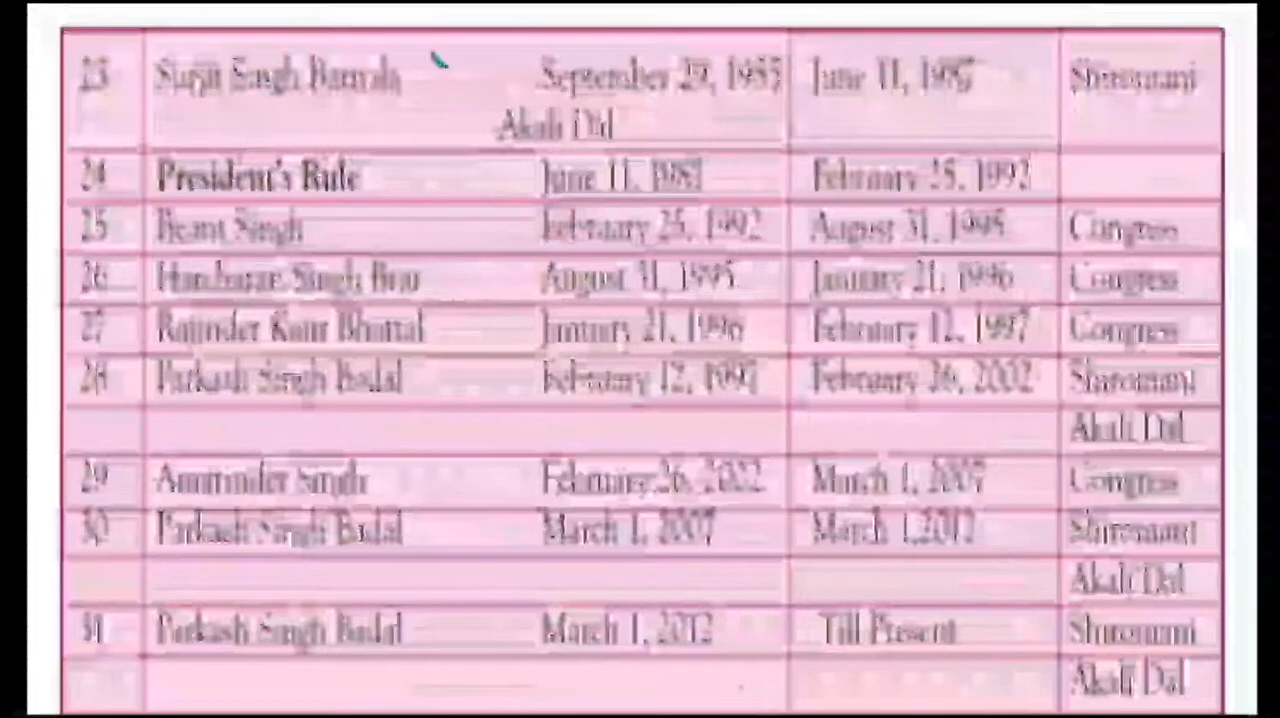 23 Surjit Singh Barnala September 29, 1985 June 11, 1987 Shiromani
Akali Dal
24 President's Rule June 11, 1987 February 25, 1992
25 Beant Singh February 25, 1992 August 31, 1995 Congress
26 Harcharan Singh Brar August 31, 1995 January 21, 1996 Congress
27 Rajinder Kaur Bhattal January 21, 1996 February 12, 1997 Congress
28 Parkash Singh Badal February 12, 1997 February 26, 2002 Shiromani
Akali Dal
29 Amarinder Singh February 26, 2002 March 1, 2007 Congress
30 Parkash Singh Badal March 1, 2007 March 1,2012 Shiromani
Akali Dal
31 Parkash Singh Badal March 1, 2012 Till Present Shiromani
Akali Dal